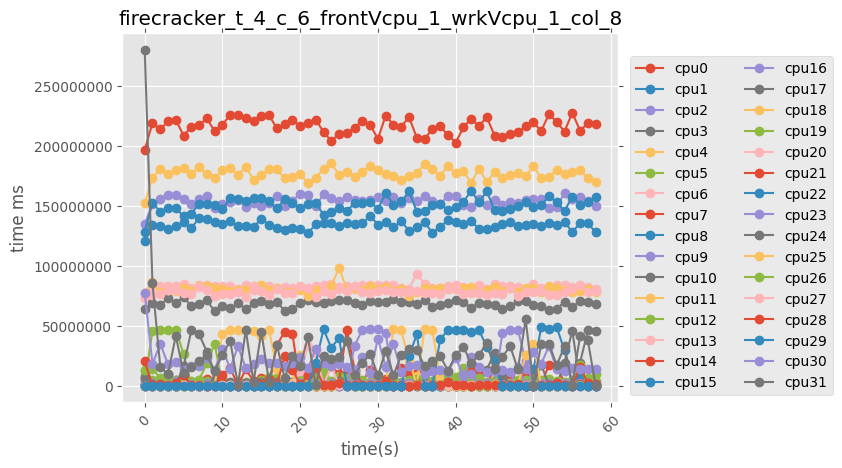 firecracker_t_4_c_6_frontVcpu_1_wrkVcpu_1_col_8
time ms
250000000
200000000
150000000
100000000
50000000
0
0
10
20
30
40
50
60
time(s)
cpu0
cpu1
cpu2
cpu3
cpu4
cpu5
cpu6
cpu7
cpu8
cpu9
cpu10
cpu11
cpu12
cpu13
cpu14
cpu15
cpu16
cpu17
cpu18
cpu19
cpu20
cpu21
cpu22
cpu23
cpu24
cpu25
cpu26
cpu27
cpu28
cpu29
cpu30
cpu31